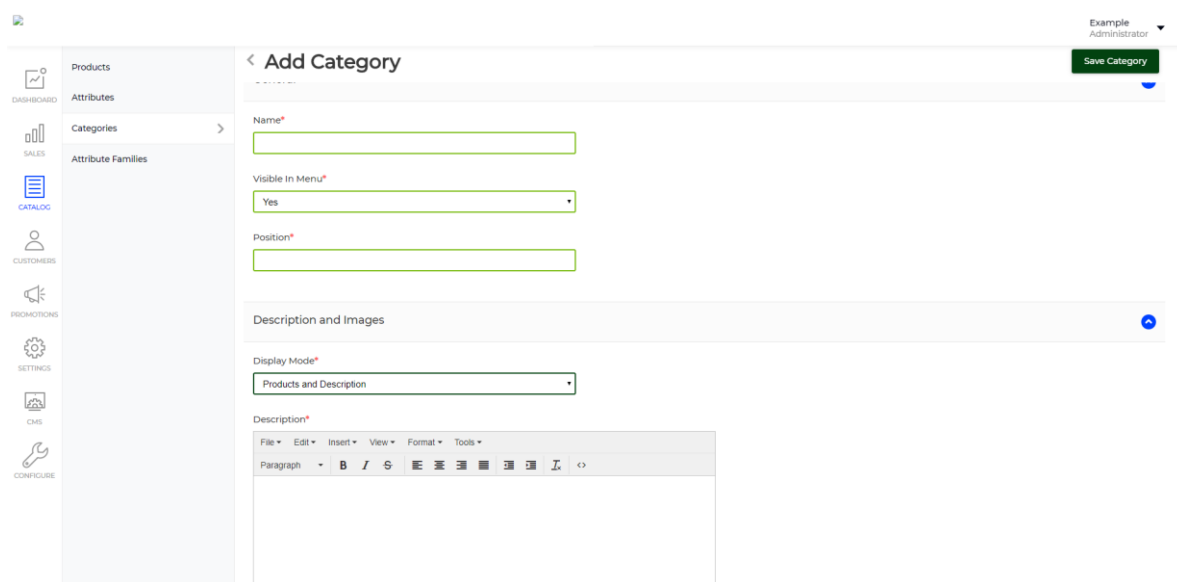 Example
Administrator
Add Category
Save Category
DASHBOARD
SALES
CATALOG
CUSTOMERS
PROMOTIONS
SETTINGS
CMS
CONFIGURE
Products
Attributes
Categories
Attribute Families
General
Name*
Visible In Menu*
Yes
Position*
Description and Images
Display Mode*
Products and Description
Description*
File Edit Insert View Format Tools
Paragraph B I S